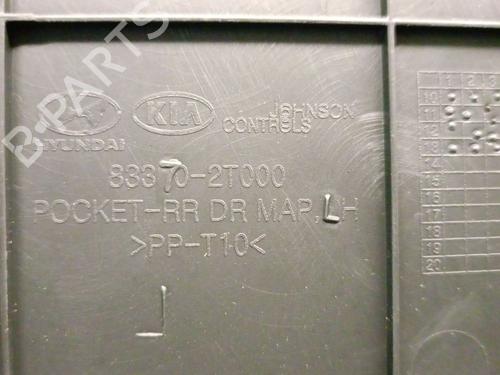 B-PARTS
HYUNDAI
KIA
JOHNSON
CONTROLS
83370-2T000
POCKET-RR DR MAP,LH
>PP-T10<
1 2
10
11
12
13
14
15
16
17
18
19
20